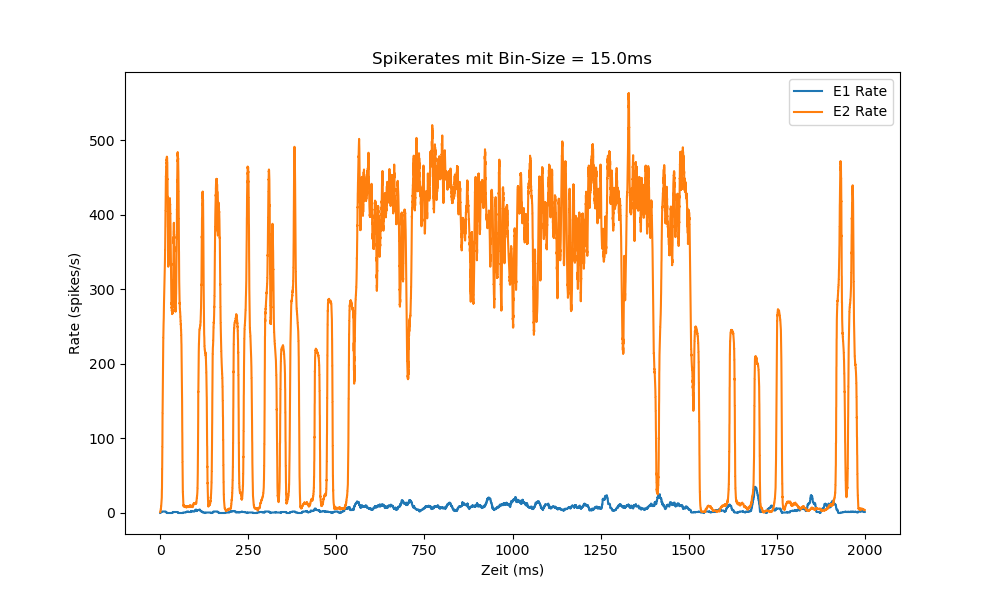 Spikerates mit Bin-Size = 15.0ms
E1 Rate
E2 Rate
Rate (spikes/s)
500
400
300
200
100
0
0 250 500 750 1000 1250 1500 1750 2000
Zeit (ms)